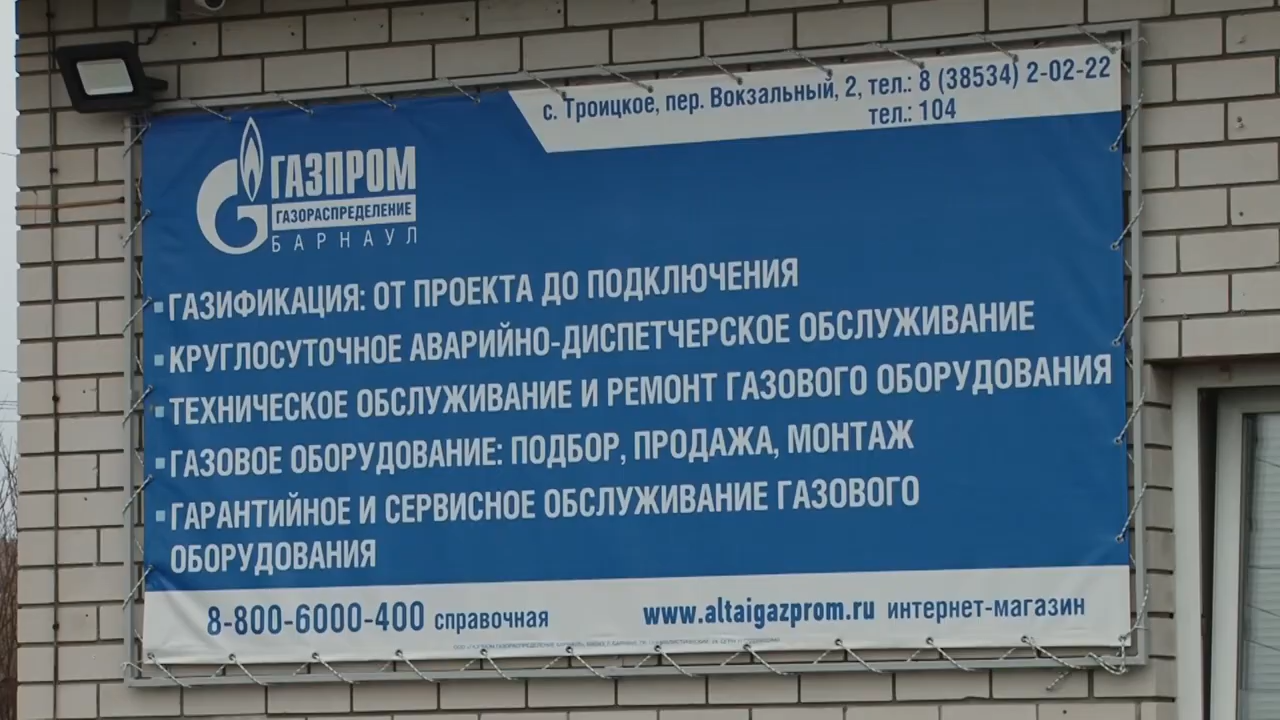 с. Троицкое, пер. Вокзальный, 2, тел.: 8 (38534) 2-02-22
тел.: 104
ГАЗПРОМ
ГАЗОРАСПРЕДЕЛЕНИЕ
БАРНАУЛ
ГАЗИФИКАЦИЯ: ОТ ПРОЕКТА ДО ПОДКЛЮЧЕНИЯ
КРУГЛОСУТОЧНОЕ АВАРИЙНО-ДИСПЕТЧЕРСКОЕ ОБСЛУЖИВАНИЕ
ТЕХНИЧЕСКОЕ ОБСЛУЖИВАНИЕ И РЕМОНТ ГАЗОВОГО ОБОРУДОВАНИЯ
ГАЗОВОЕ ОБОРУДОВАНИЕ: ПОДБОР, ПРОДАЖА, МОНТАЖ
ГАРАНТИЙНОЕ И СЕРВИСНОЕ ОБСЛУЖИВАНИЕ ГАЗОВОГО
ОБОРУДОВАНИЯ
8-800-6000-400 справочная
www.altaigazprom.ru интернет-магазин